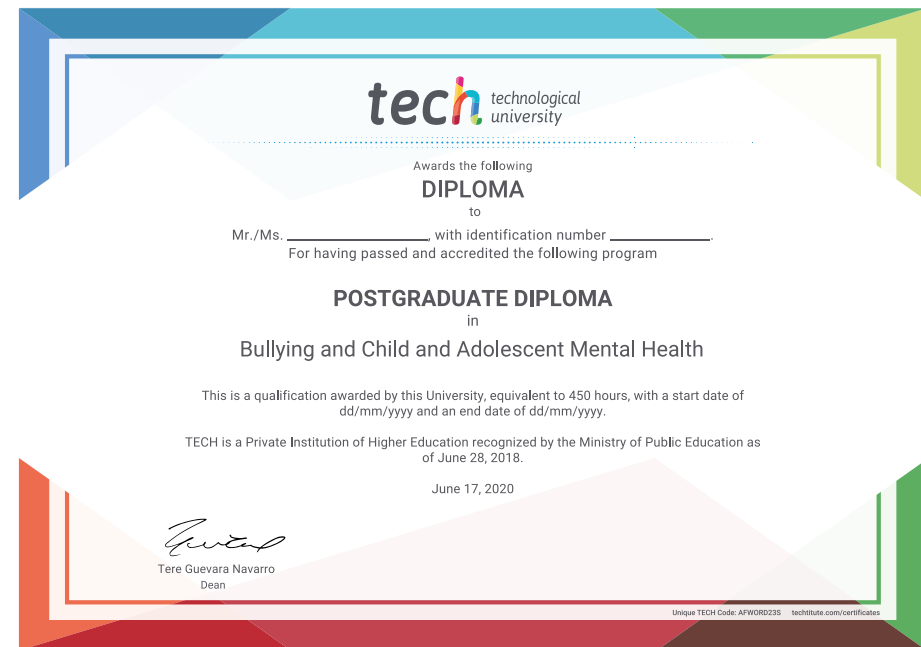 tech technological
university
Awards the following
DIPLOMA
to
Mr./Ms. ____________________, with identification number ______________.
For having passed and accredited the following program
POSTGRADUATE DIPLOMA
in
Bullying and Child and Adolescent Mental Health
This is a qualification awarded by this University, equivalent to 450 hours, with a start date of
dd/mm/yyyy and an end date of dd/mm/yyyy.
TECH is a Private Institution of Higher Education recognized by the Ministry of Public Education as
of June 28, 2018.
June 17, 2020
Tere Guevara Navarro
Dean
Unique TECH Code: AFWORD23S techtitute.com/certificates